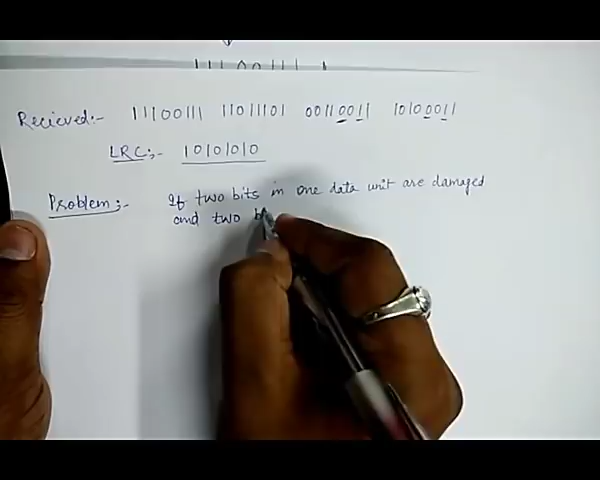 Recieved:- 11100111 11011101 00110011 10100011
LRC:- 10101010
Problem:- If two bits in one data unit are damaged
and two b